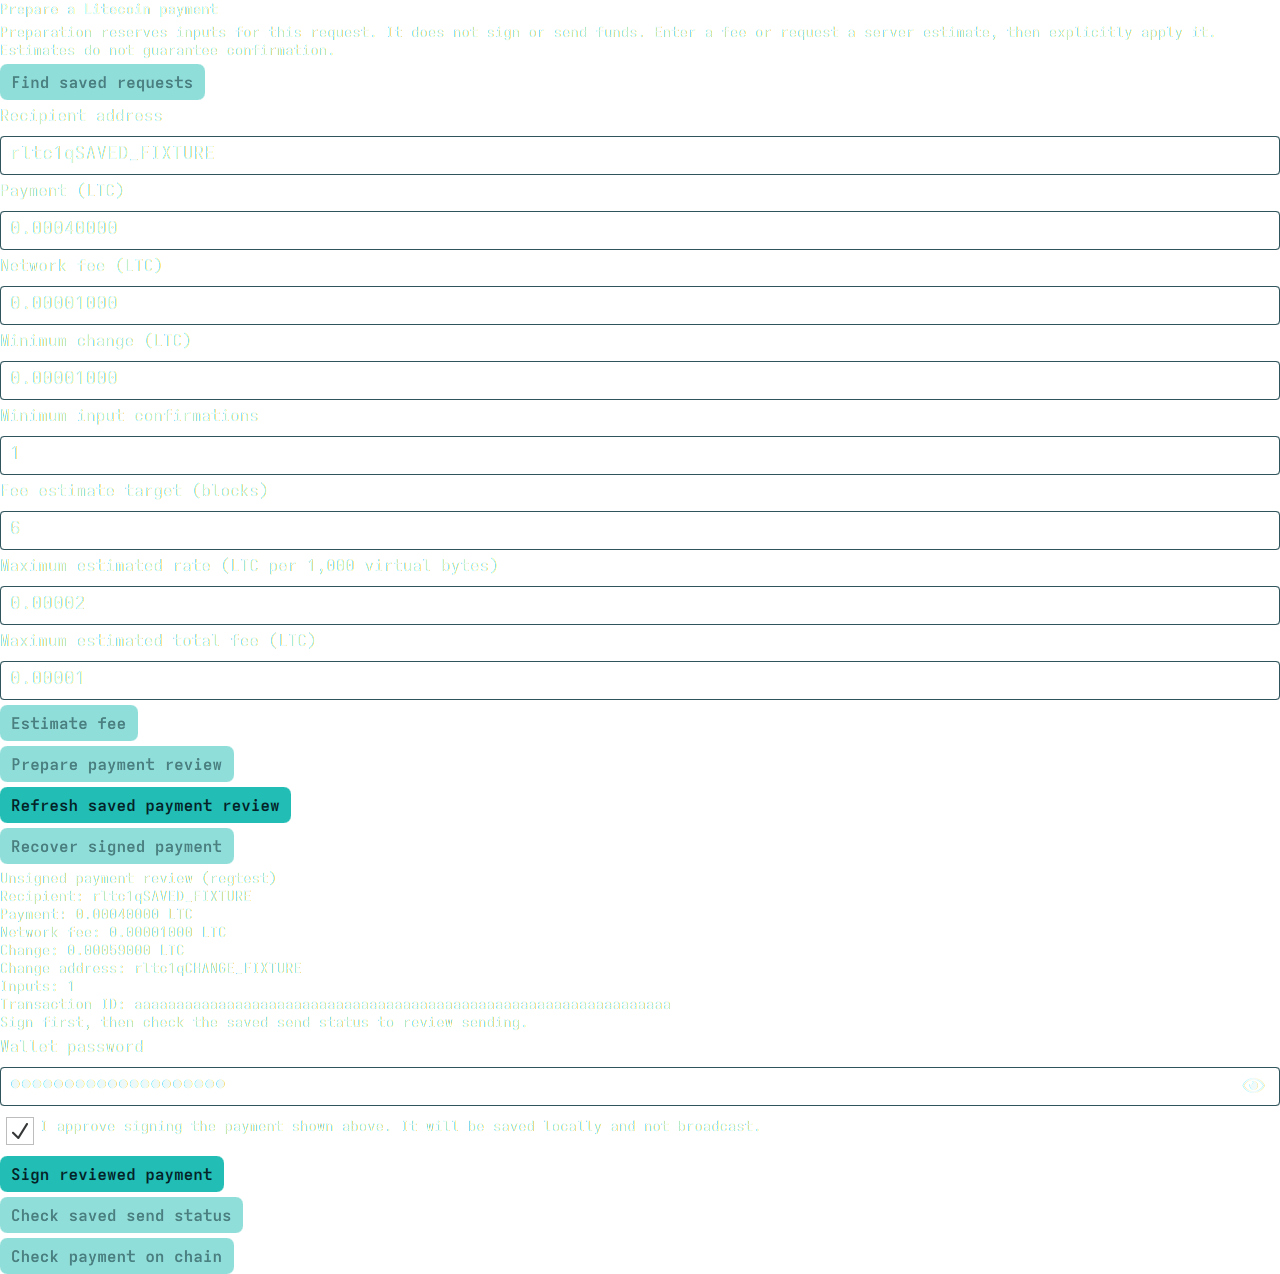 Prepare a Litecoin payment
Preparation reserves inputs for this request. It does not sign or send funds. Enter a fee or request a server estimate, then explicitly apply it.
Estimates do not guarantee confirmation.
Find saved requests
Recipient address
rltc1qSAVED_FIXTURE
Payment (LTC)
0.00040000
Network fee (LTC)
0.00001000
Minimum change (LTC)
0.00001000
Minimum input confirmations
1
Fee estimate target (blocks)
6
Maximum estimated rate (LTC per 1,000 virtual bytes)
0.00002
Maximum estimated total fee (LTC)
0.00001
Estimate fee
Prepare payment review
Refresh saved payment review
Recover signed payment
Unsigned payment review (regtest)
Recipient: rltc1qSAVED_FIXTURE
Payment: 0.00040000 LTC
Network fee: 0.00001000 LTC
Change: 0.00059000 LTC
Change address: rltc1qCHANGE_FIXTURE
Inputs: 1
Transaction ID: aaaaaaaaaaaaaaaaaaaaaaaaaaaaaaaaaaaaaaaaaaaaaaaaaaaaaaaaaaaaaaaa
Sign first, then check the saved send status to review sending.
Wallet password
I approve signing the payment shown above. It will be saved locally and not broadcast.
Sign reviewed payment
Check saved send status
Check payment on chain